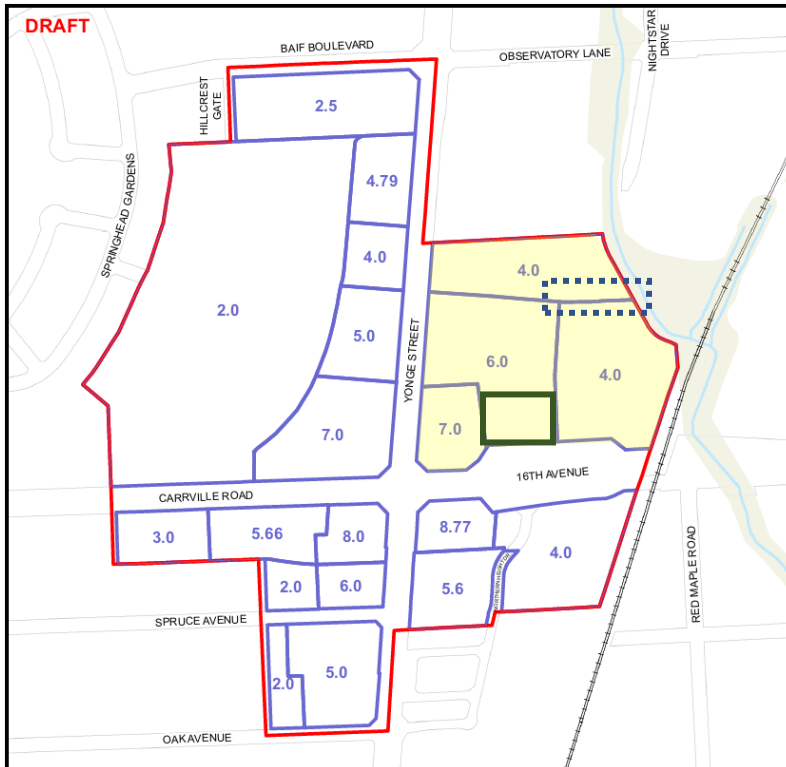 DRAFT
BAIF BOULEVARD
OBSERVATORY LANE
NIGHTSTAR
DRIVE
HILLCREST
GATE
SPRINGHEAD GARDENS
2.5
4.79
4.0
4.0
2.0
5.0
YONGE STREET
6.0
4.0
7.0
7.0
16TH AVENUE
CARRVILLE ROAD
3.0
5.66
8.0
8.77
4.0
2.0
6.0
5.6
RED MAPLE ROAD
SPRUCE AVENUE
2.0
5.0
OAK AVENUE